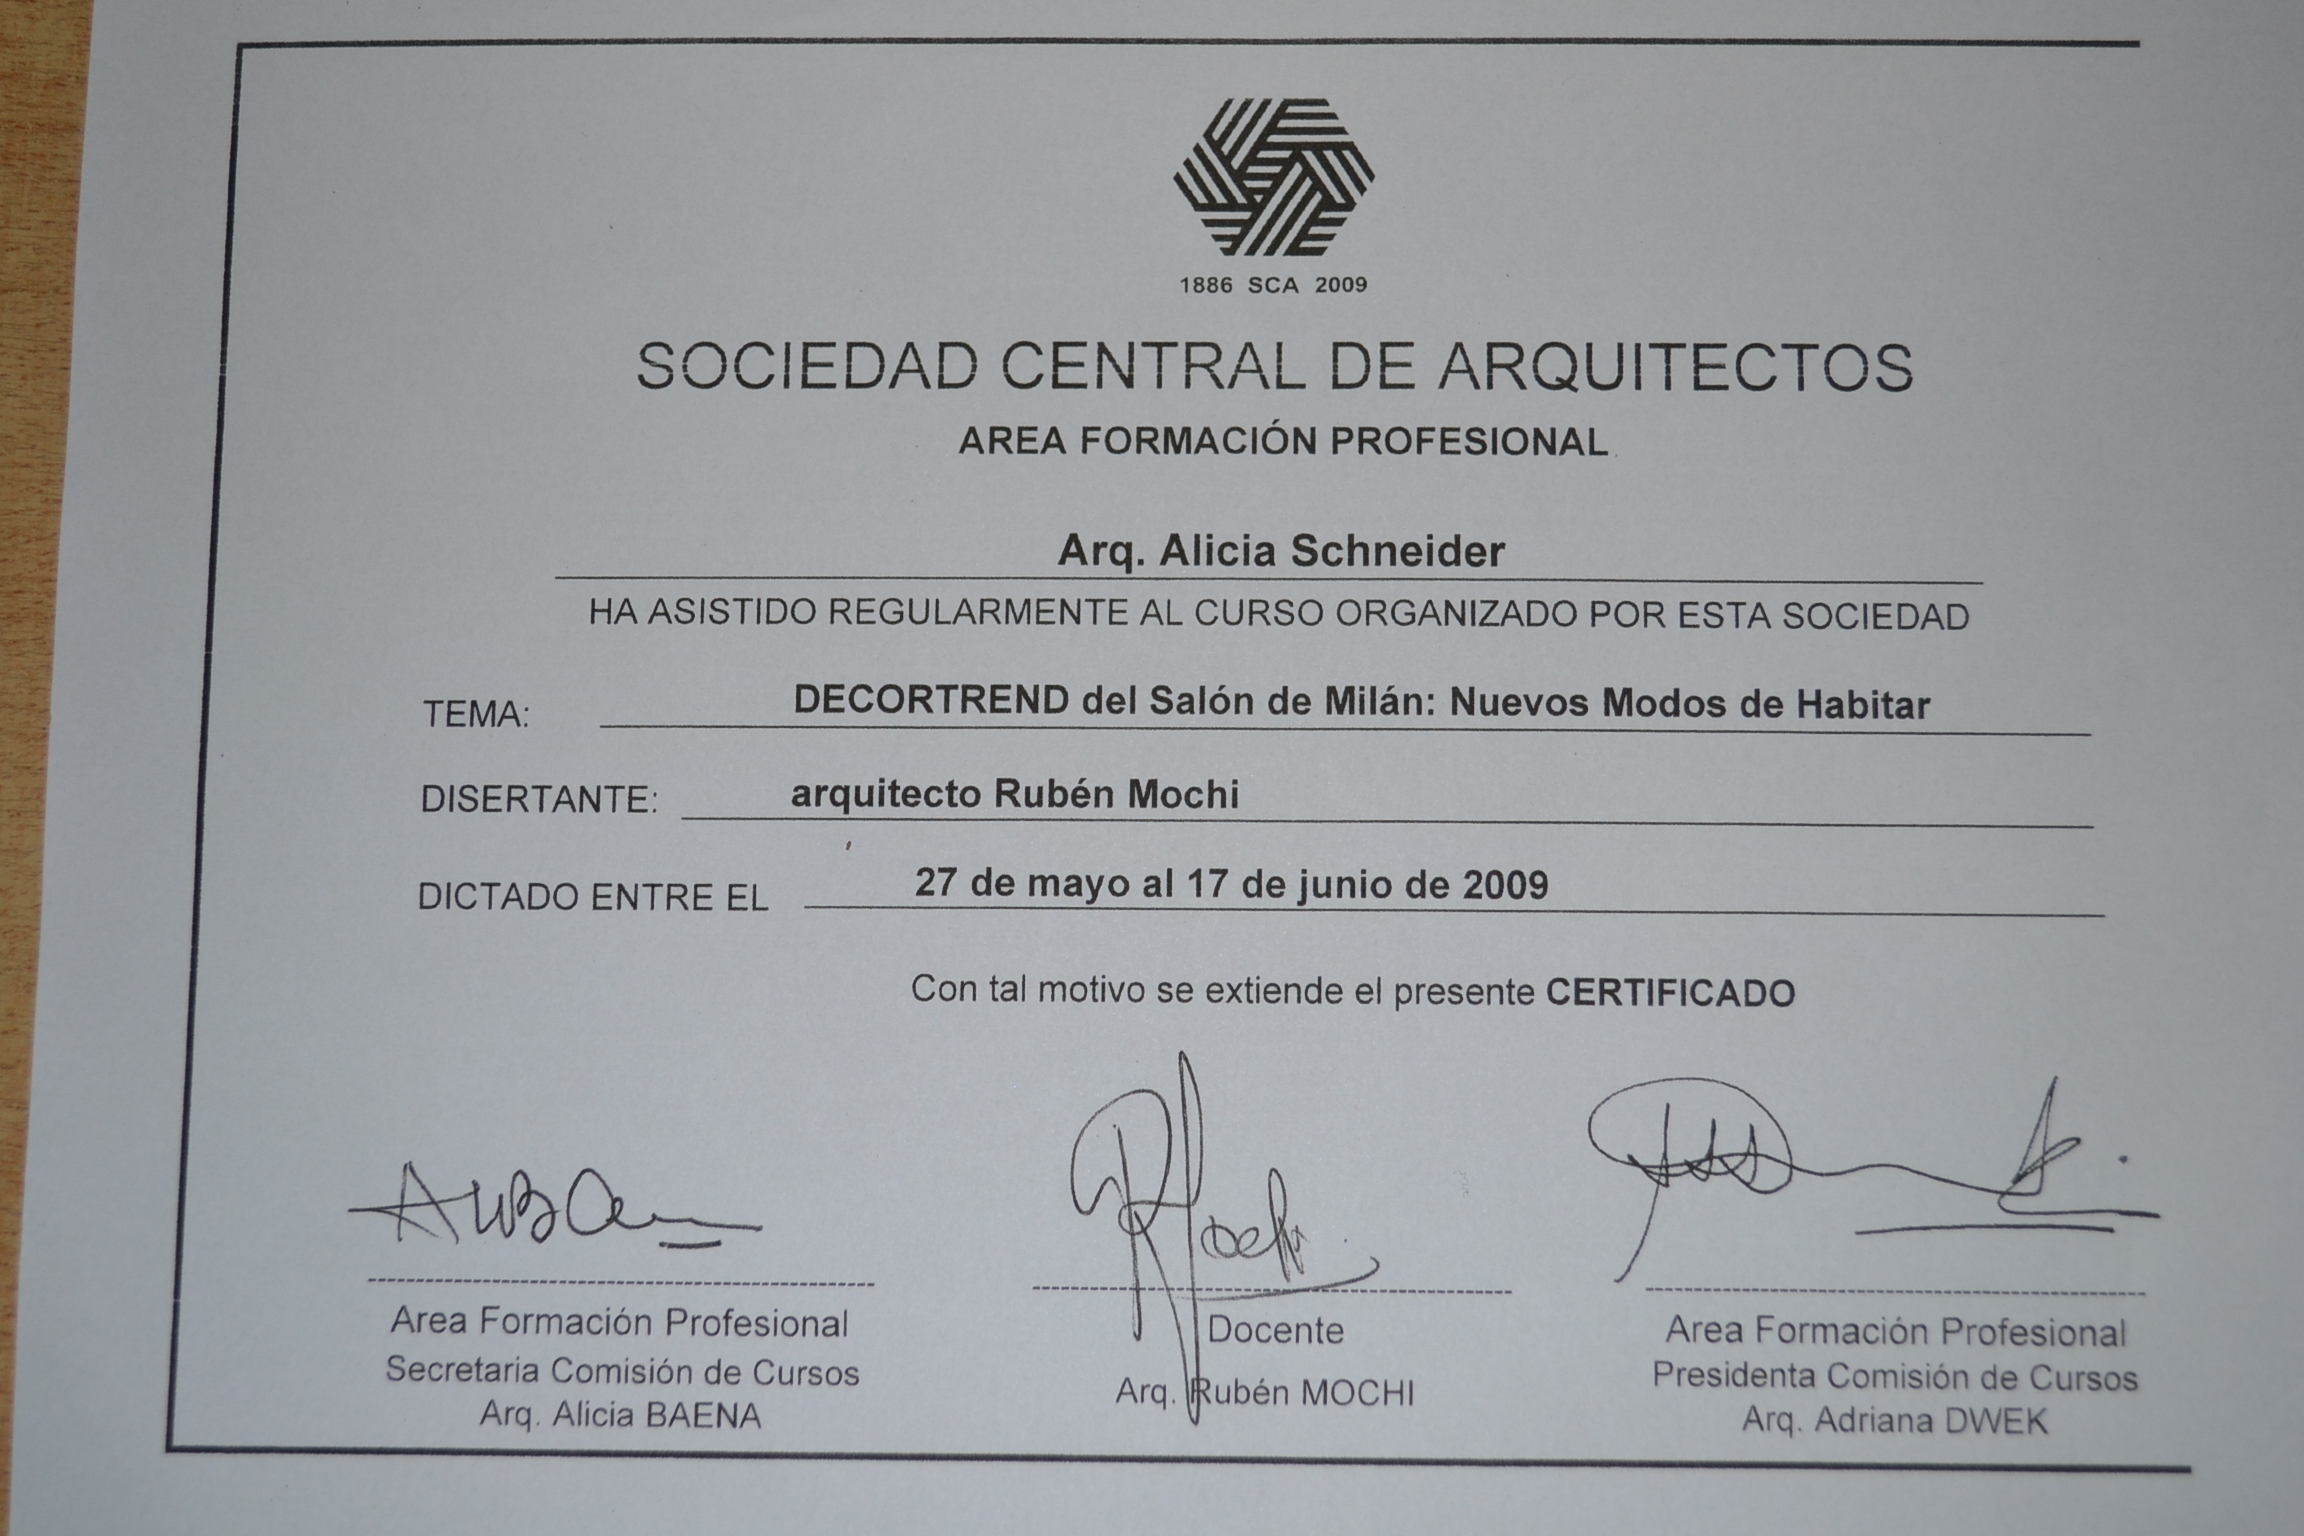 1886 SCA 2009
SOCIEDAD CENTRAL DE ARQUITECTOS
AREA FORMACIÓN PROFESIONAL
Arq. Alicia Schneider
HA ASISTIDO REGULARMENTE AL CURSO ORGANIZADO POR ESTA SOCIEDAD
TEMA: DECORTREND del Salón de Milán: Nuevos Modos de Habitar
DISERTANTE: arquitecto Rubén Mochi
DICTADO ENTRE EL 27 de mayo al 17 de junio de 2009
Con tal motivo se extiende el presente CERTIFICADO
Area Formación Profesional
Secretaria Comisión de Cursos
Arq. Alicia BAENA
Docente
Arq. Rubén MOCHI
Area Formación Profesional
Presidenta Comisión de Cursos
Arq. Adriana DWEK